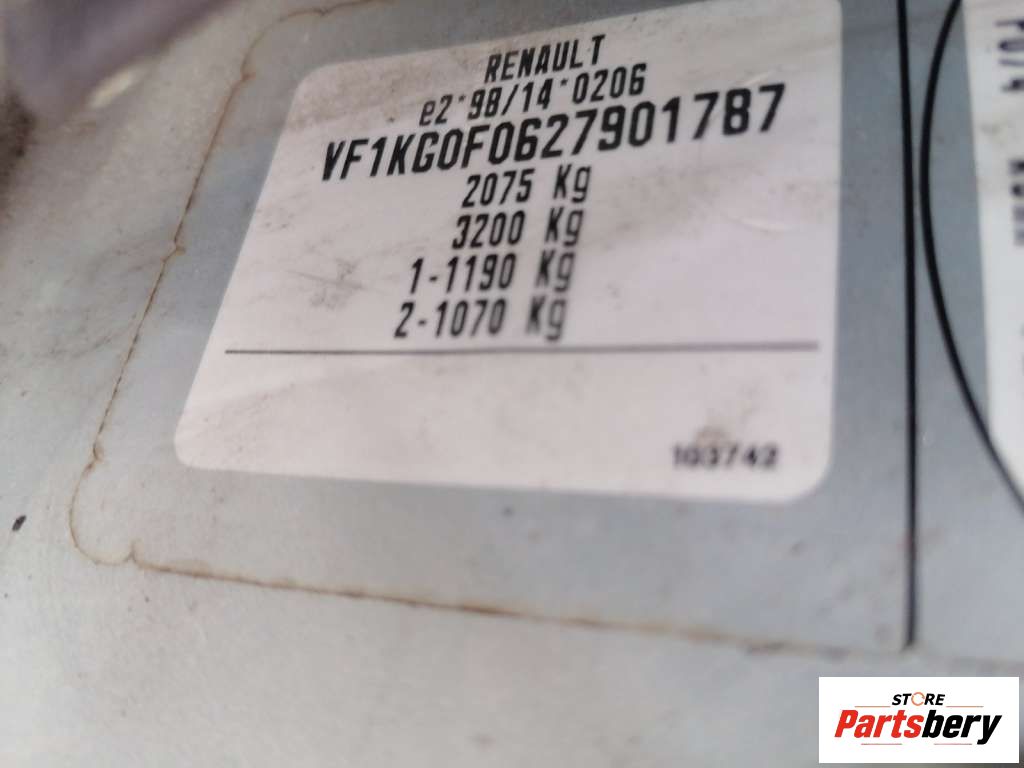 RENAULT
e2*98/14*0206
VF1KG0F0627901787
2075 Kg
3200 Kg
1-1190 Kg
2-1070 Kg
103742
STORE
Partsbery